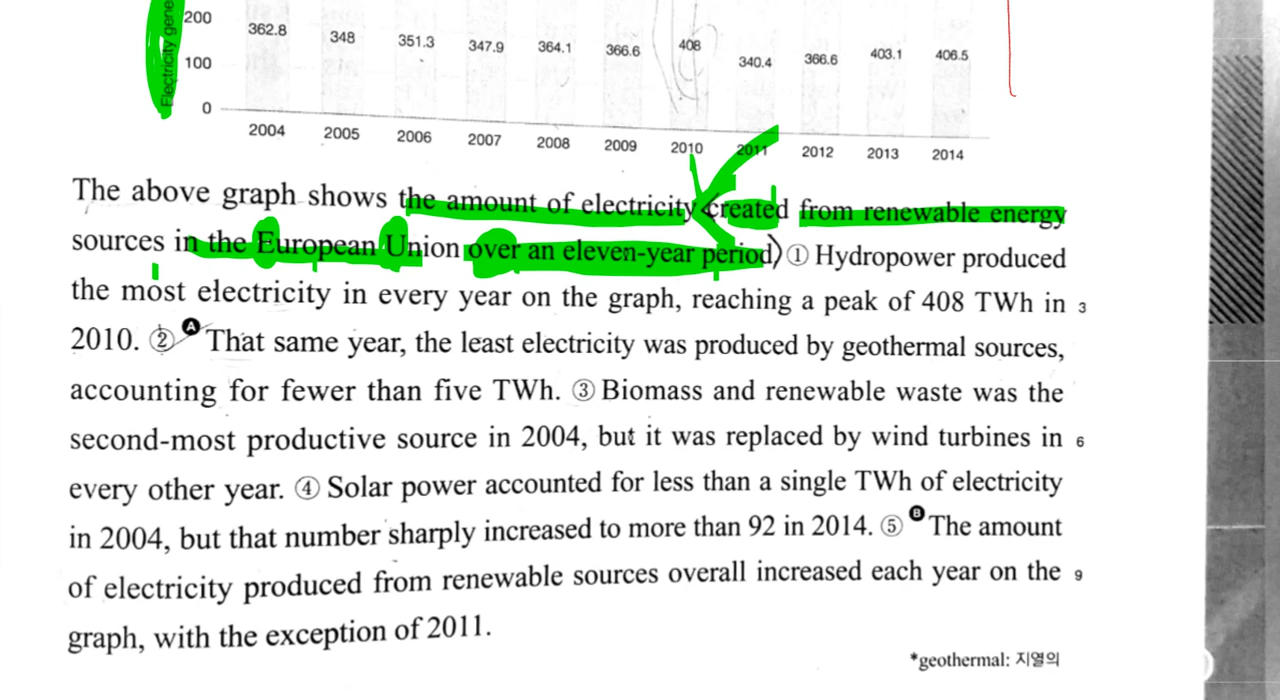 Electricity gene
200
362.8 348 351.3 347.9 364.1 366.6 408 340.4 366.6 403.1 406.5
100
0
2004 2005 2006 2007 2008 2009 2010 2011 2012 2013 2014
The above graph shows the amount of electricity created from renewable energy
sources in the European Union over an eleven-year period) ① Hydropower produced
the most electricity in every year on the graph, reaching a peak of 408 TWh in 3
2010. ② A That same year, the least electricity was produced by geothermal sources,
accounting for fewer than five TWh. ③ Biomass and renewable waste was the
second-most productive source in 2004, but it was replaced by wind turbines in 6
every other year. ④ Solar power accounted for less than a single TWh of electricity
in 2004, but that number sharply increased to more than 92 in 2014. ⑤ B The amount
of electricity produced from renewable sources overall increased each year on the 9
graph, with the exception of 2011.
*geothermal: 지열의